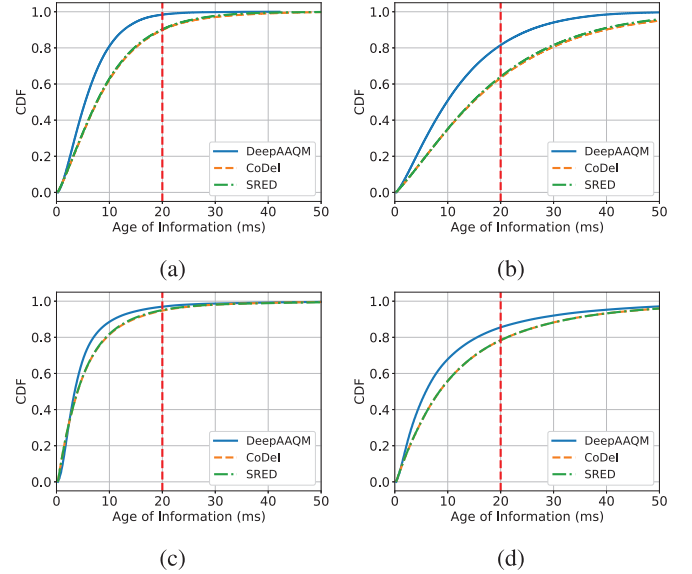 CDF
1.0
0.8
0.6
0.4
0.2
0.0
DeepAAQM
CoDel
SRED
0 10 20 30 40 50
Age of Information (ms)
(a)
CDF
1.0
0.8
0.6
0.4
0.2
0.0
DeepAAQM
CoDel
SRED
0 10 20 30 40 50
Age of Information (ms)
(b)
CDF
1.0
0.8
0.6
0.4
0.2
0.0
DeepAAQM
CoDel
SRED
0 10 20 30 40 50
Age of Information (ms)
(c)
CDF
1.0
0.8
0.6
0.4
0.2
0.0
DeepAAQM
CoDel
SRED
0 10 20 30 40 50
Age of Information (ms)
(d)